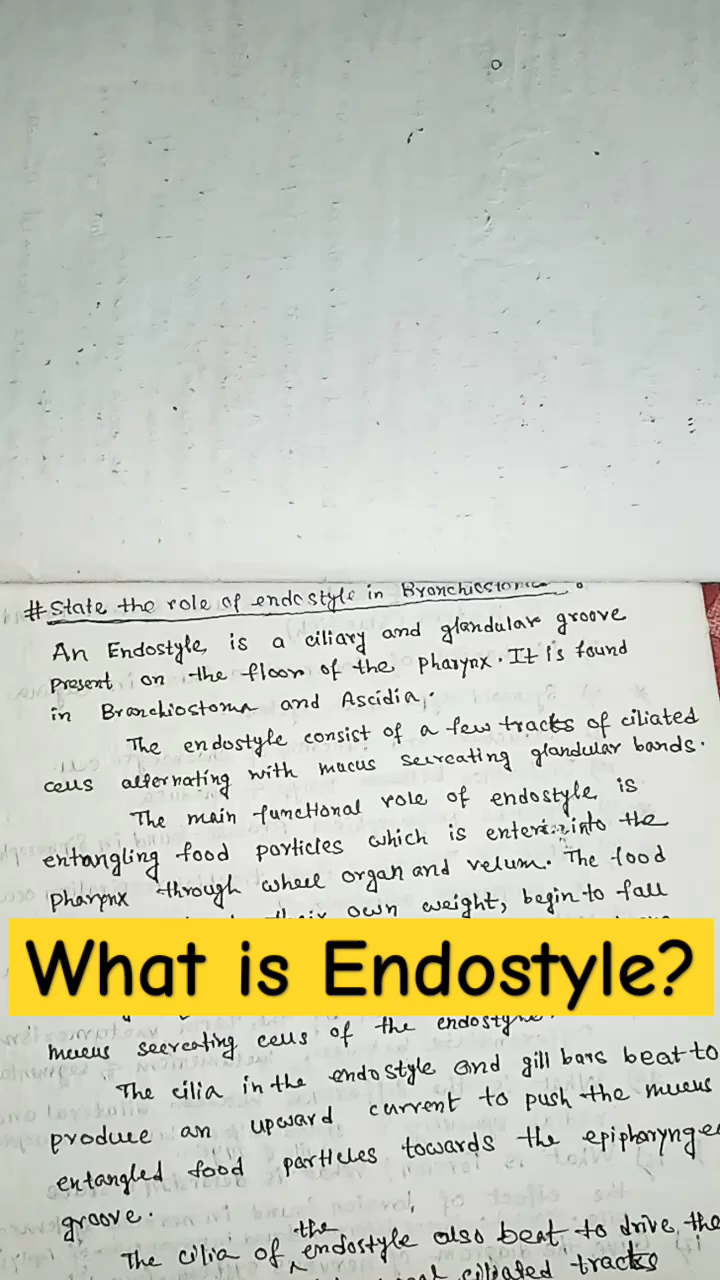 #State the role of endostyle in Branchiostoma.
An Endostyle is a ciliary and glandular groove
Present on the floor of the pharynx. It is found
in Branchiostoma and Ascidia.
The endostyle consist of a few tracts of ciliated
cells alternating with mucus secreating glandular bands.
The main functional role of endostyle is
entangling food particles which is enter into the
pharynx through wheel organ and velum. The food
their own weight, begin to fall
What is Endostyle?
mucus secreating cells of the endostyle.
The cilia in the endostyle and gill bars beat to
produce an upward current to push the mucus
entangled food particles towards the epipharynge
groove.
The cilia of the endostyle also beat to drive the
ciliated tracts